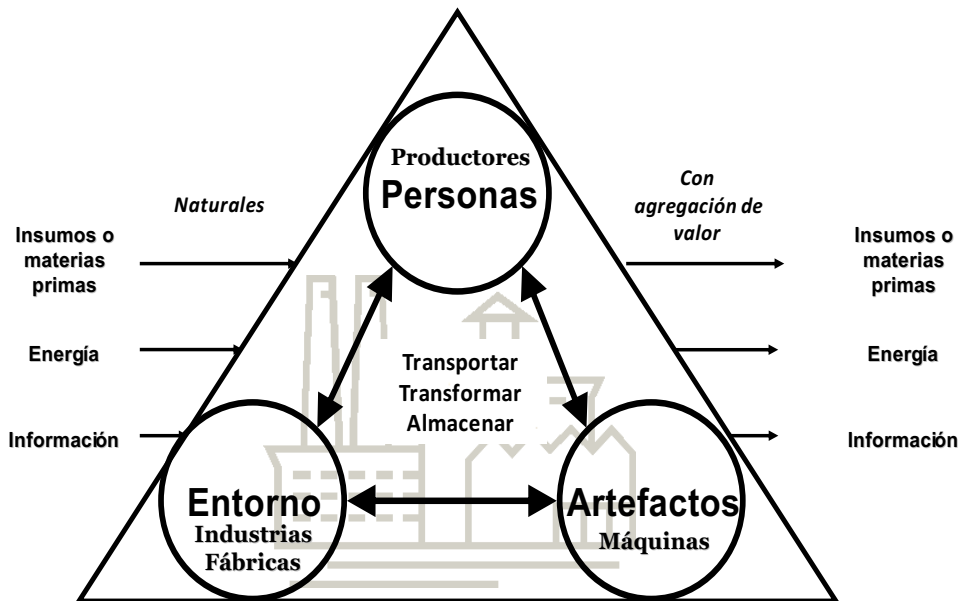 Productores
Personas
Naturales
Con
agregación de
valor
Insumos o
materias
primas
Insumos o
materias
primas
Energía
Energía
Transportar
Transformar
Almacenar
Información
Información
Entorno
Industrias
Fábricas
Artefactos
Máquinas